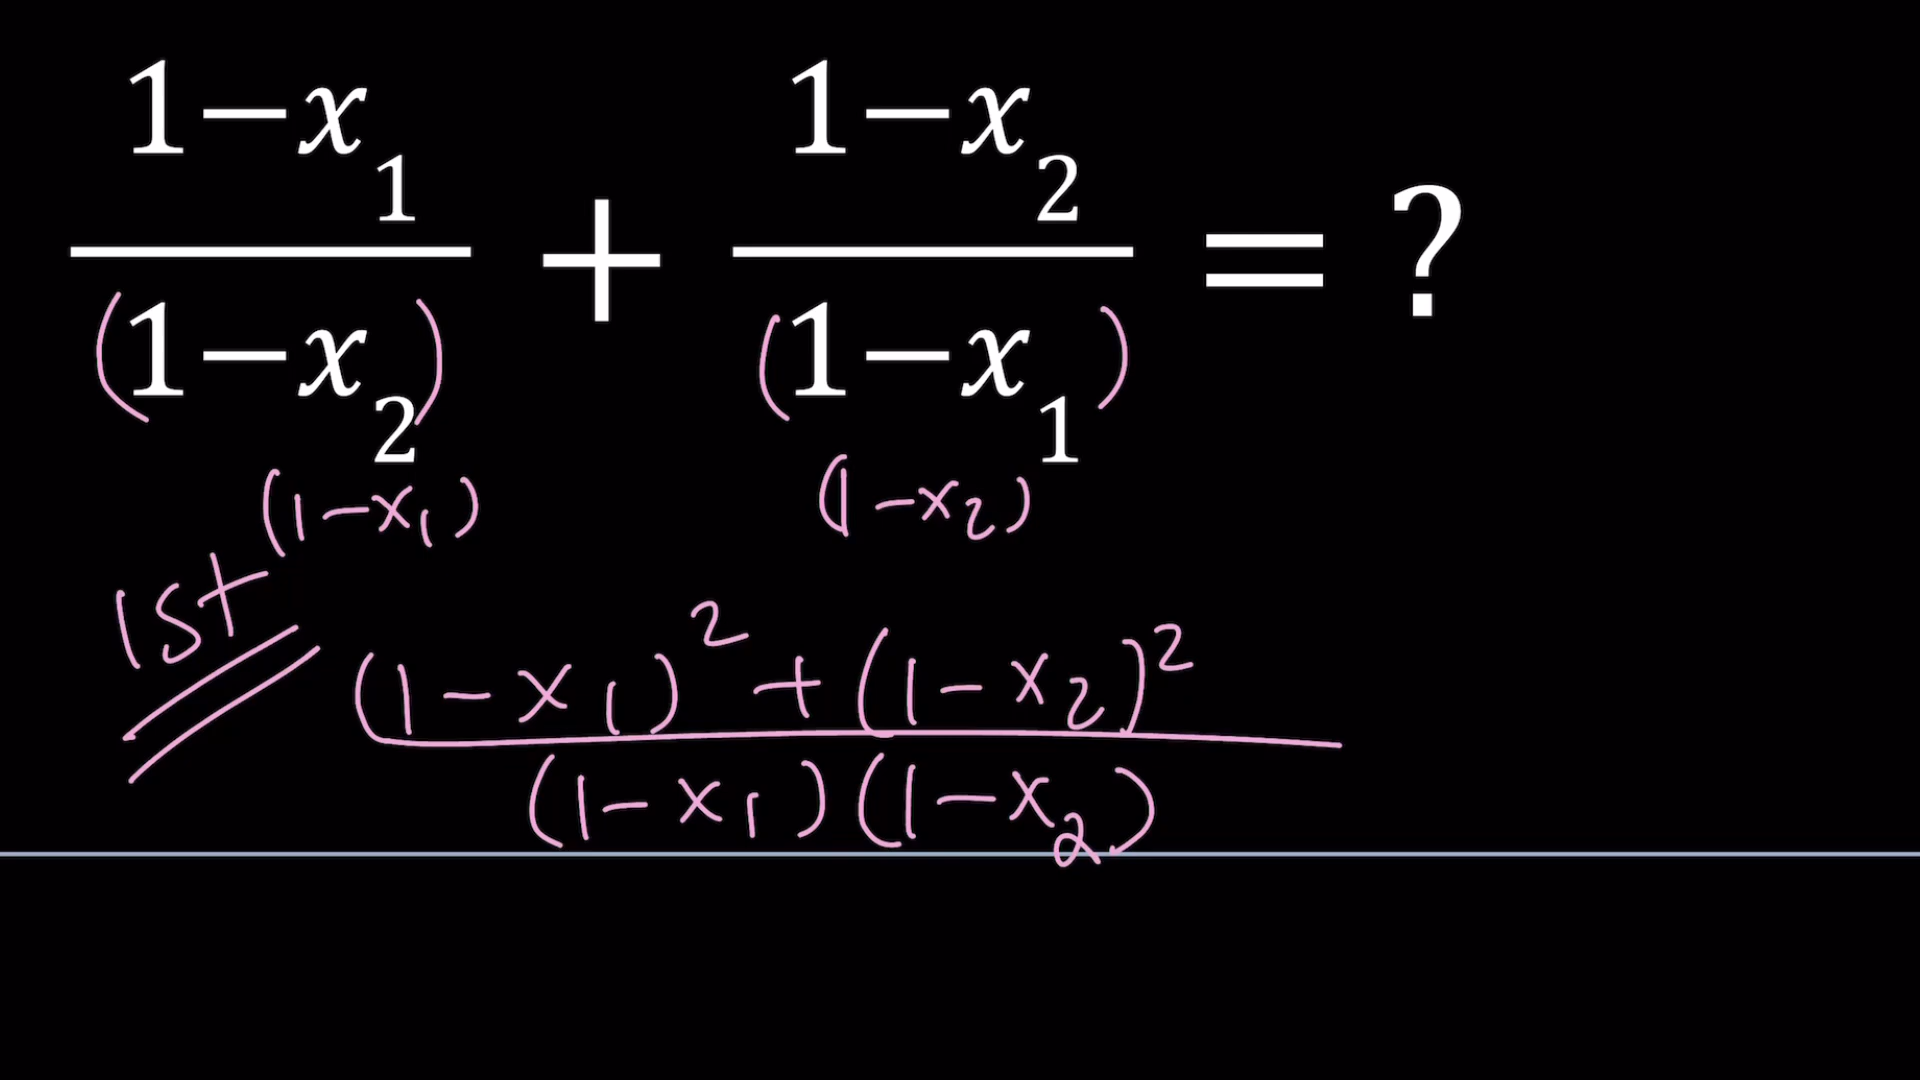 1−x₁ 1−x₂
+ = ?
(1−x₂) (1−x₁)
(1−x₁) (1−x₂)
1st
(1−x₁)² + (1−x₂)²
(1−x₁)(1−x₂)